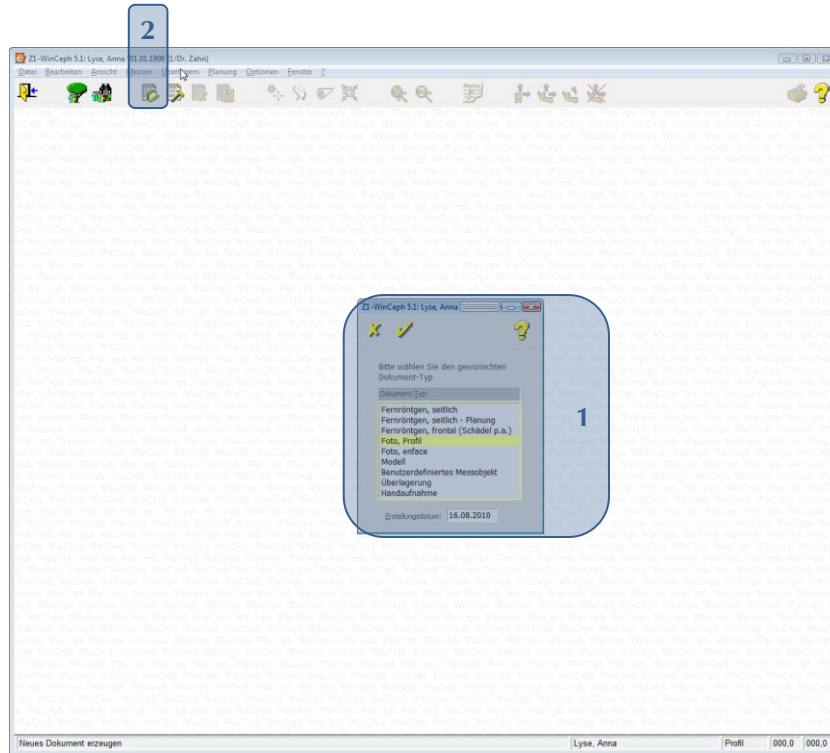 2
Z1-WinCeph 5.1: Lyse, Anna (01.01.1998 (1/Dr. Zahn)
Datei Bearbeiten Ansicht Messen Überlagern Planung Optionen Fenster ?
Z1-WinCeph 5.1: Lyse, Anna
Bitte wählen Sie den gewünschten
Dokument-Typ
Dokument-Typ:
Fernröntgen, seitlich
Fernröntgen, seitlich - Planung
Fernröntgen, frontal (Schädel p.a.)
Foto, Profil
Foto, enface
Modell
Benutzerdefiniertes Messobjekt
Überlagerung
Handaufnahme
Erstellungsdatum: 16.08.2010
1
Neues Dokument erzeugen Lyse, Anna Profil 000,0 000,0